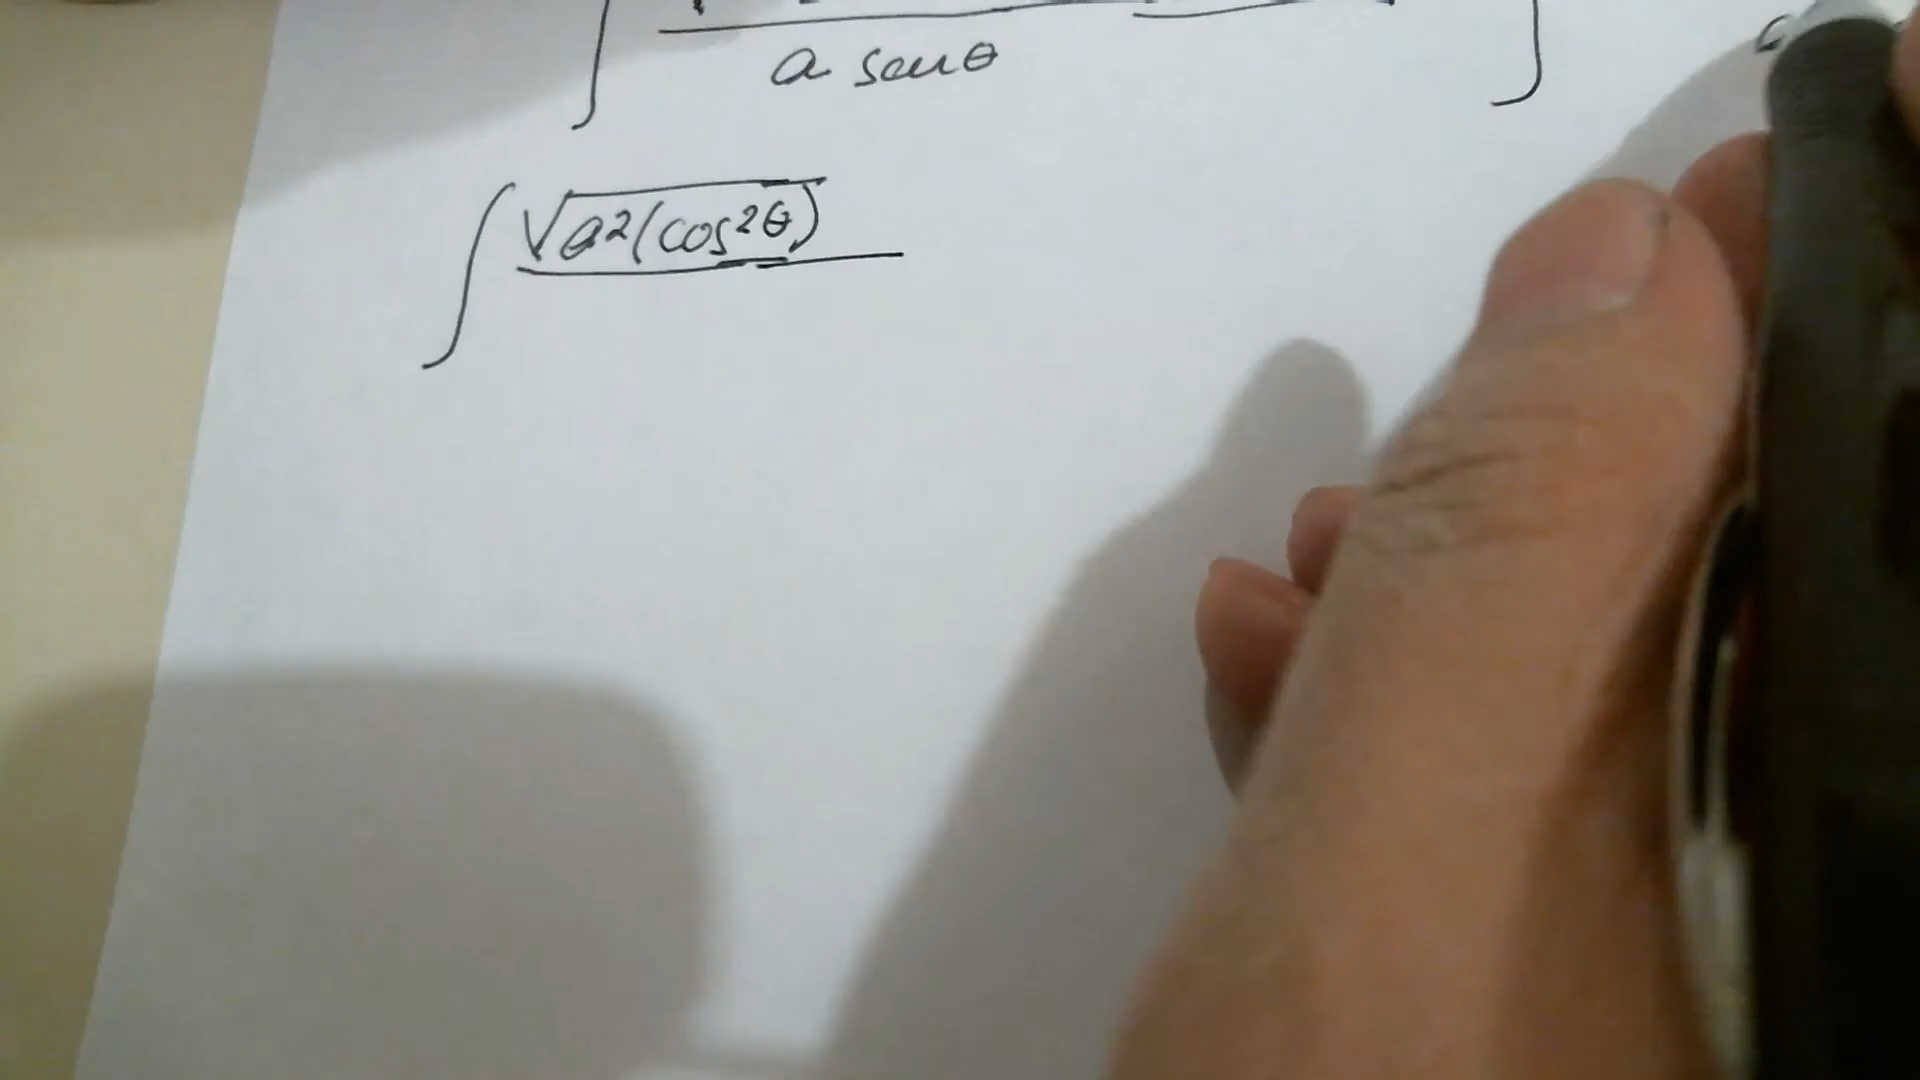 ∫ a senθ
∫ √a²(cos²θ)